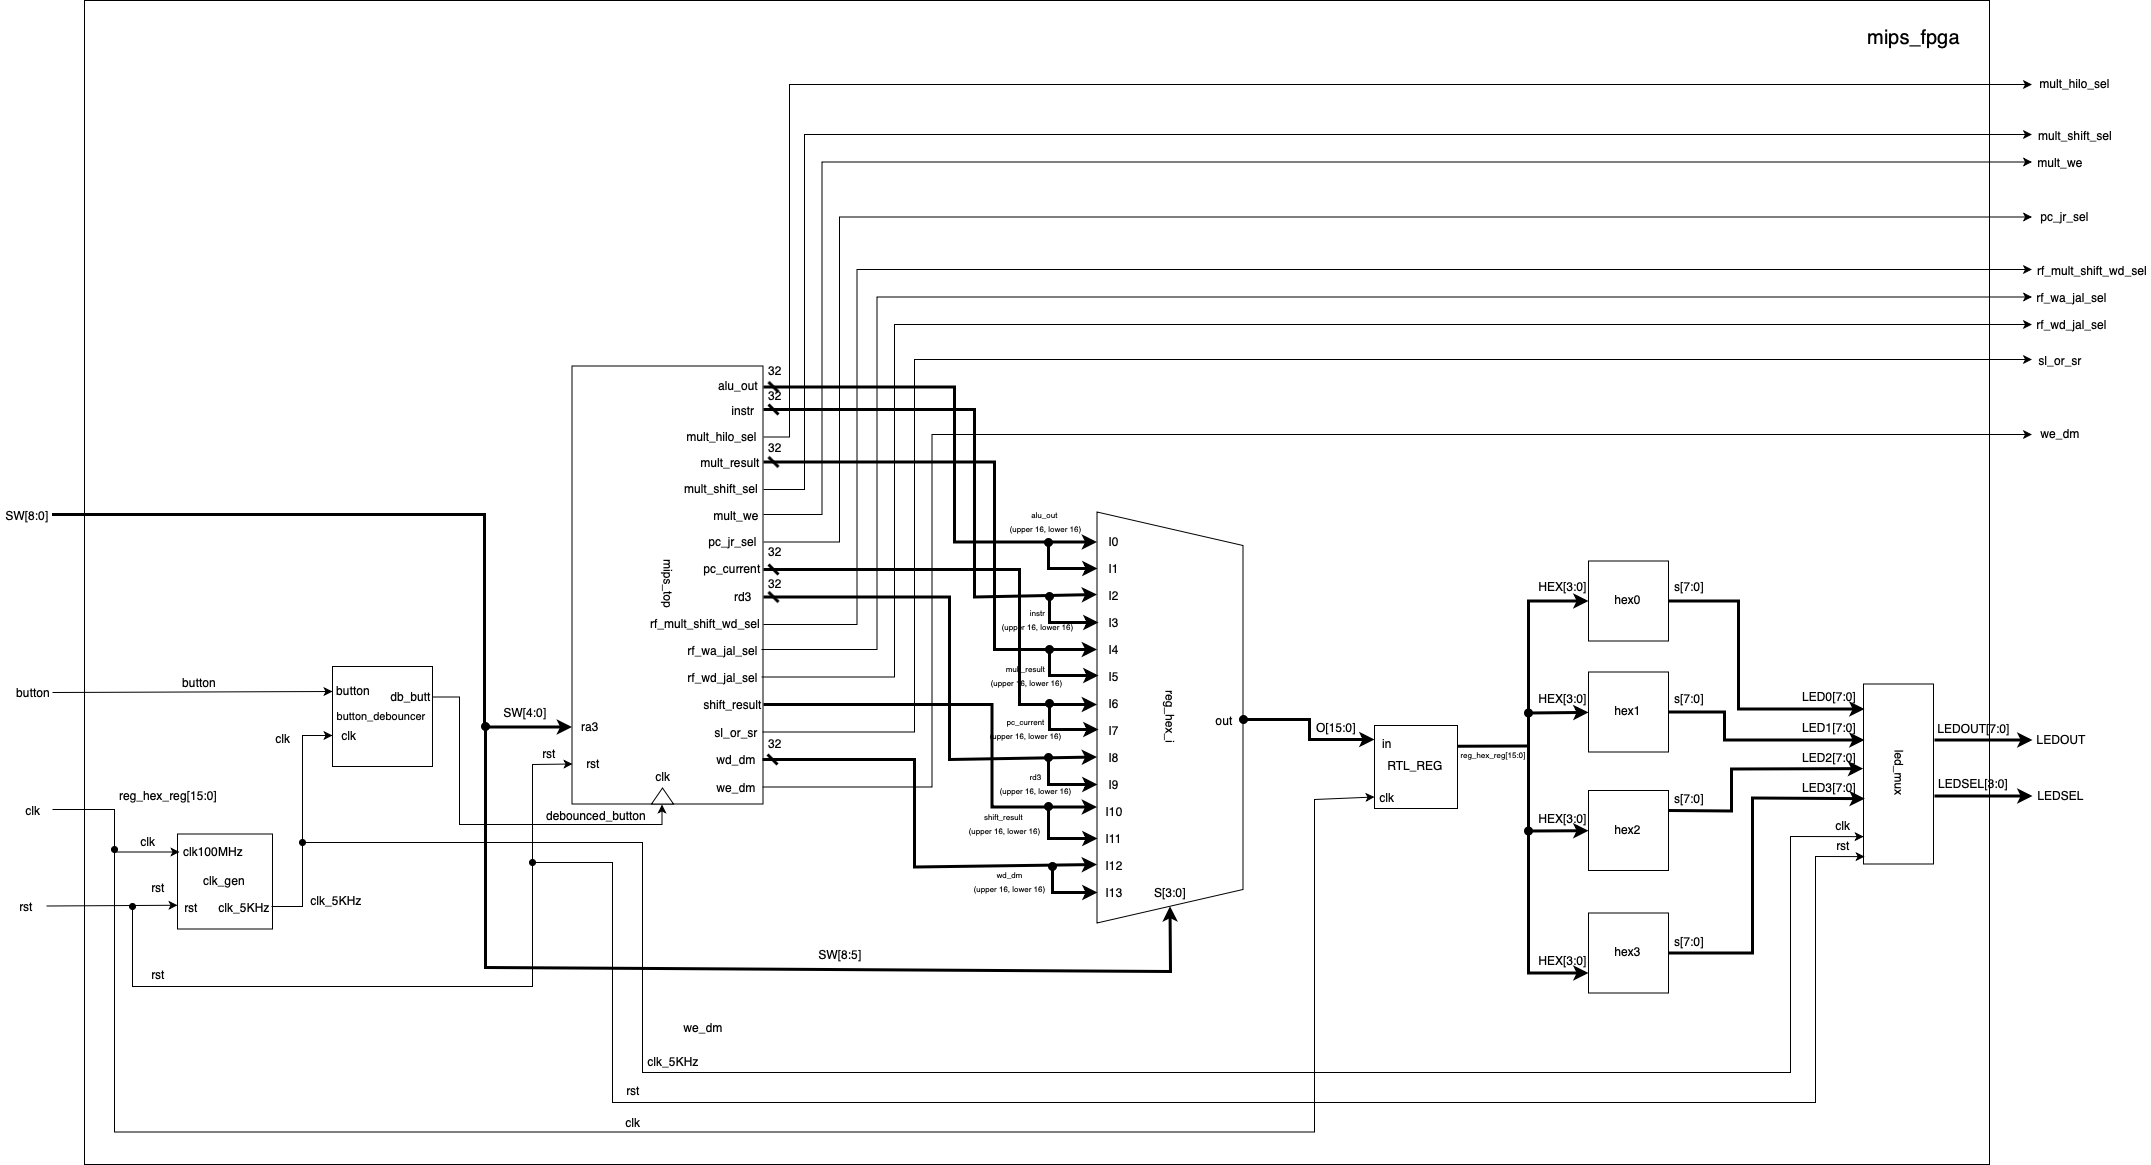 mips_fpga
mult_hilo_sel
mult_shift_sel
mult_we
pc_jr_sel
rf_mult_shift_wd_sel
rf_wa_jal_sel
rf_wd_jal_sel
sl_or_sr
we_dm
SW[8:0]
button
button
clk
rst
button
db_butt
button_debouncer
clk
clk
reg_hex_reg[15:0]
clk
clk100MHz
clk_gen
rst
rst
clk_5KHz
clk_5KHz
rst
SW[4:0]
rst
debounced_button
mips_top
ra3
rst
clk
alu_out
32
instr
32
mult_hilo_sel
mult_result
32
mult_shift_sel
mult_we
pc_jr_sel
pc_current
32
rd3
32
rf_mult_shift_wd_sel
rf_wa_jal_sel
rf_wd_jal_sel
shift_result
sl_or_sr
wd_dm
32
we_dm
alu_out
(upper 16, lower 16)
instr
(upper 16, lower 16)
mult_result
(upper 16, lower 16)
pc_current
(upper 16, lower 16)
rd3
(upper 16, lower 16)
shift_result
(upper 16, lower 16)
wd_dm
(upper 16, lower 16)
I0
I1
I2
I3
I4
I5
I6
I7
I8
I9
I10
I11
I12
I13
reg_hex_i
out
S[3:0]
SW[8:5]
O[15:0]
in
RTL_REG
clk
reg_hex_reg[15:0]
HEX[3:0]
hex0
s[7:0]
HEX[3:0]
hex1
s[7:0]
HEX[3:0]
hex2
s[7:0]
HEX[3:0]
hex3
s[7:0]
LED0[7:0]
LED1[7:0]
LED2[7:0]
LED3[7:0]
clk
rst
led_mux
LEDOUT[7:0]
LEDOUT
LEDSEL[3:0]
LEDSEL
we_dm
clk_5KHz
rst
clk